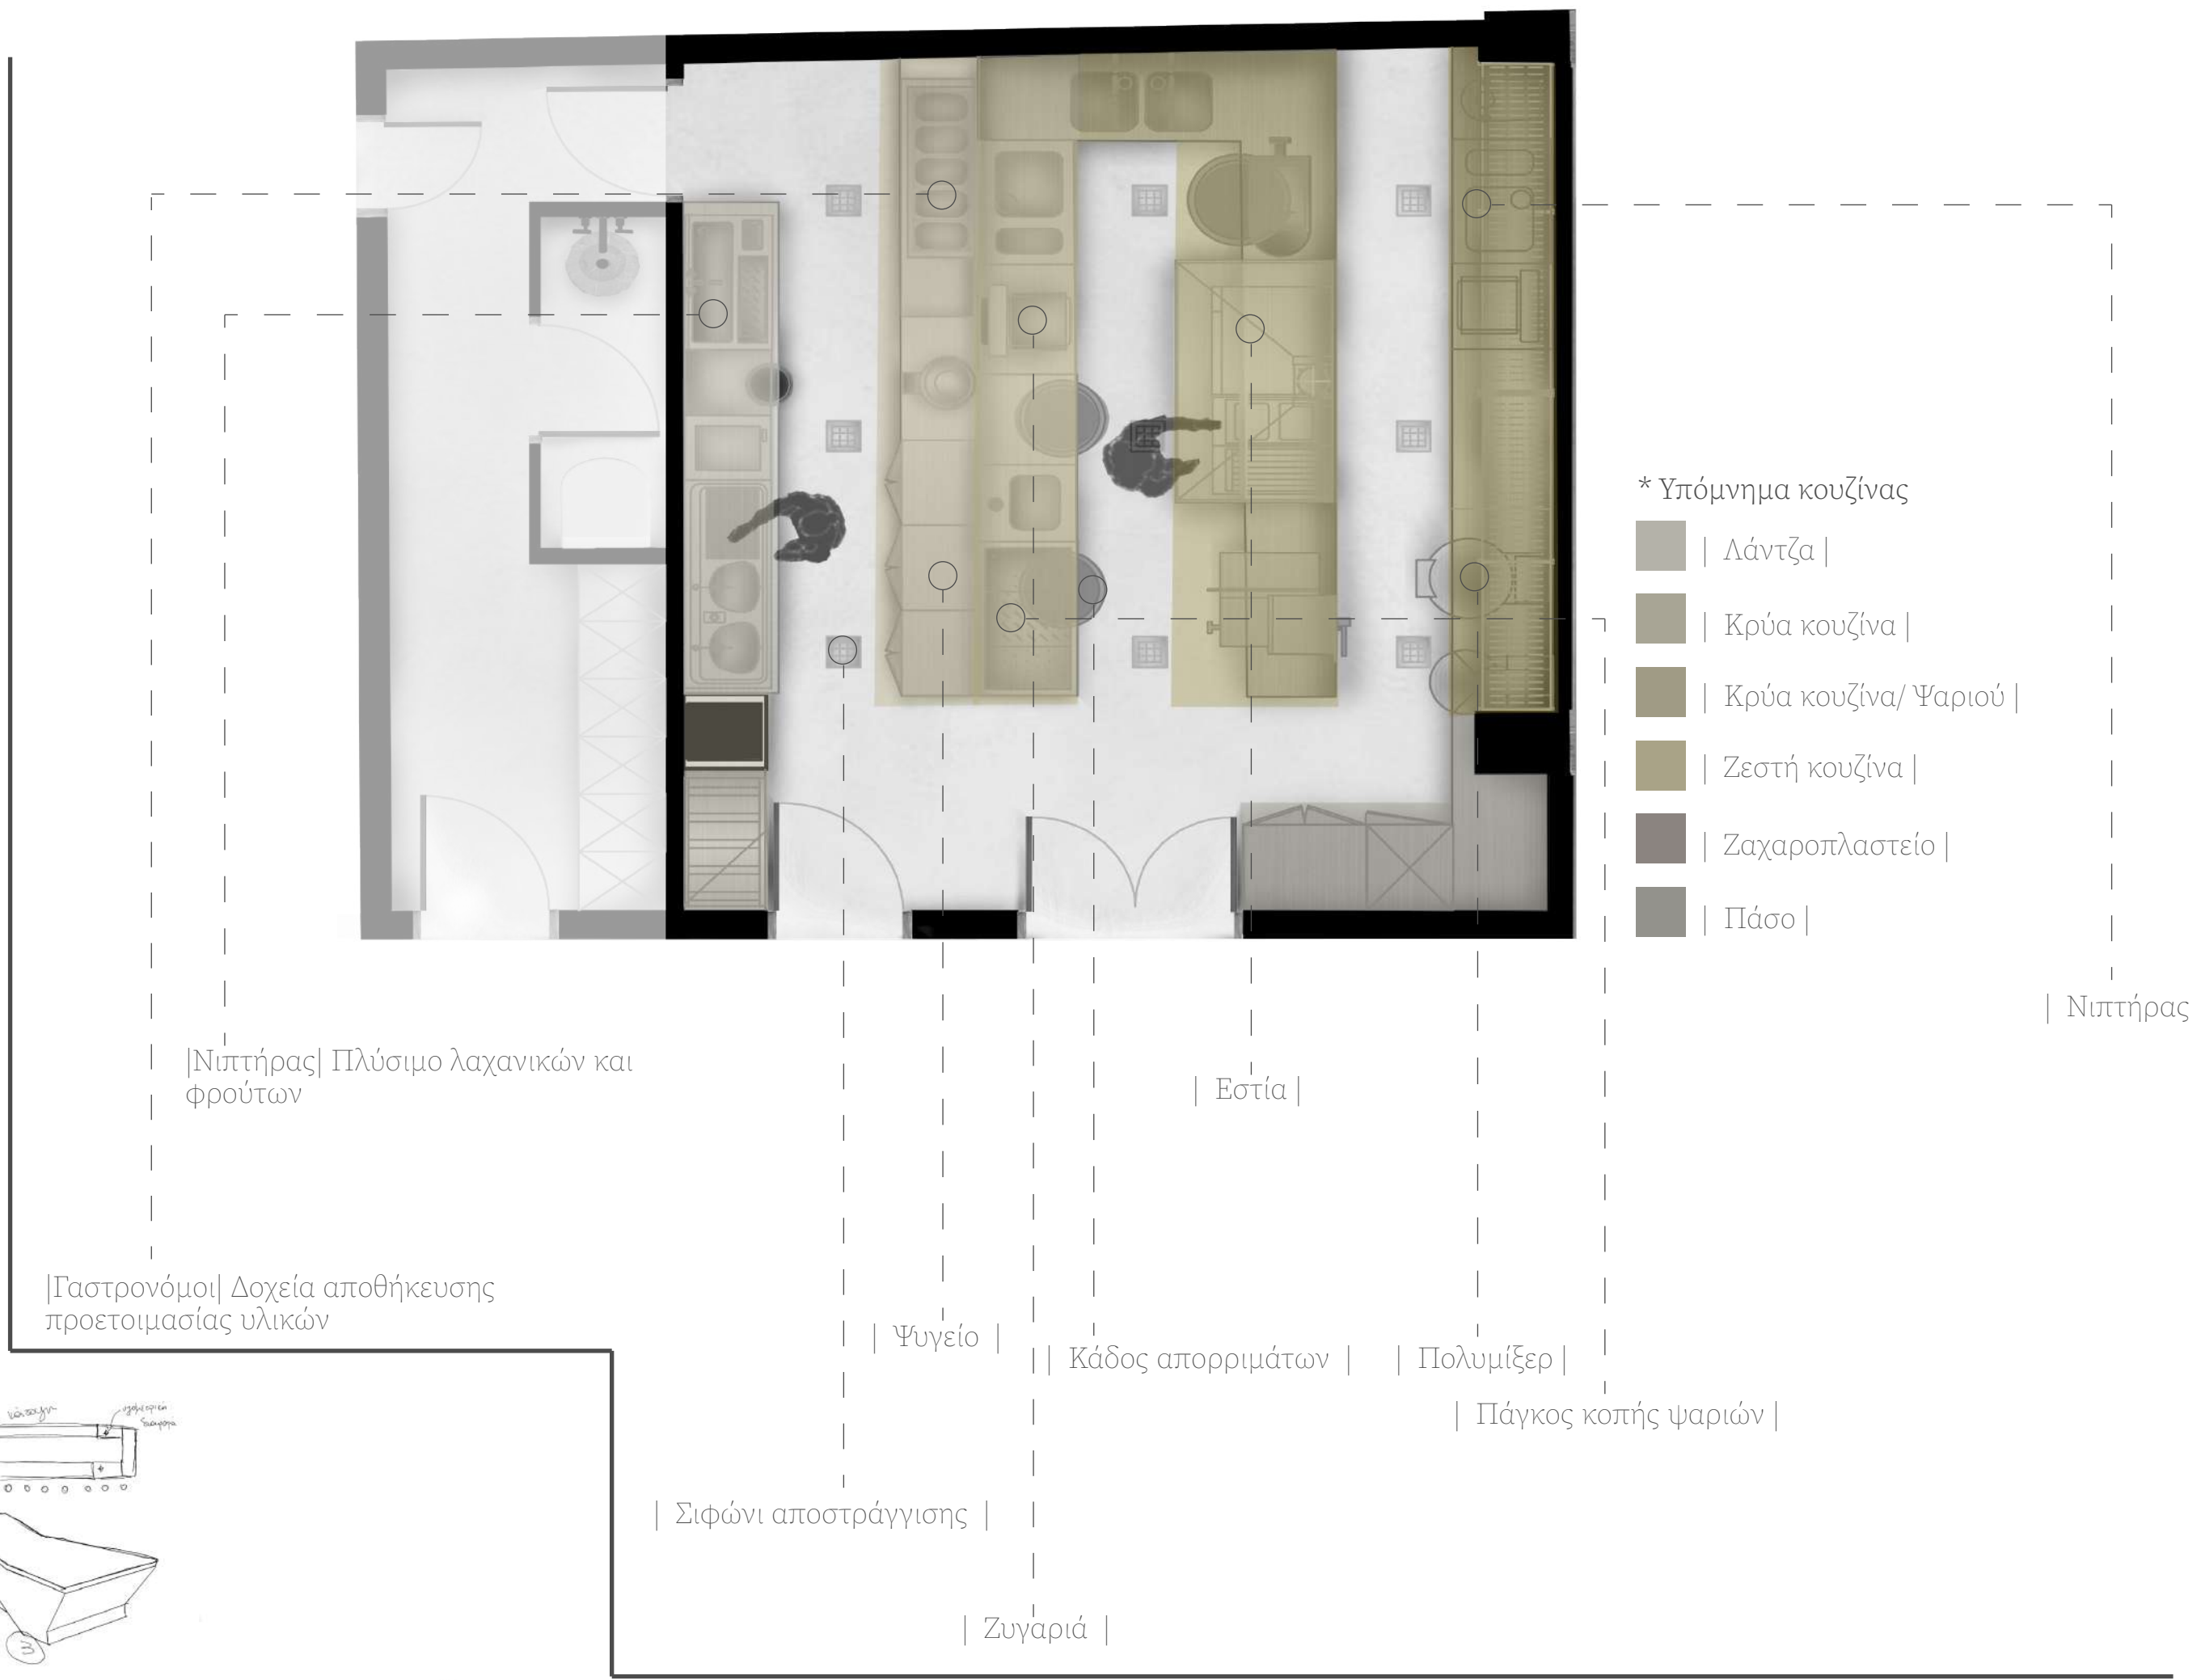 * Υπόμνημα κουζίνας
| Λάντζα |
| Κρύα κουζίνα |
| Κρύα κουζίνα/ Ψαριού |
| Ζεστή κουζίνα |
| Ζαχαροπλαστείο |
| Πάσο |
| Νιπτήρας
|Νιπτήρας| Πλύσιμο λαχανικών και
φρούτων
| Εστία |
|Γαστρονόμοι| Δοχεία αποθήκευσης
προετοιμασίας υλικών
| Ψυγείο |
| Κάδος απορριμάτων |
| Πολυμίξερ |
| Πάγκος κοπής ψαριών |
| Σιφώνι αποστράγγισης |
| Ζυγαριά |
3